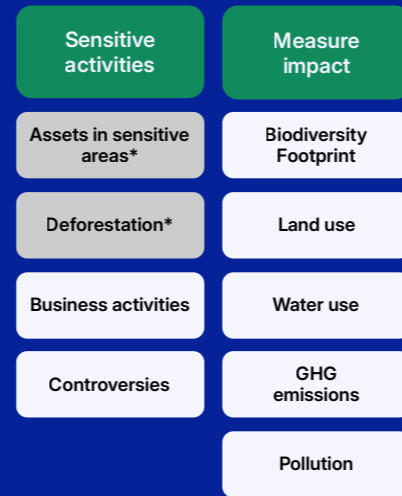 Sensitive
activities
Assets in sensitive
areas*
Deforestation*
Business activities
Controversies
Measure
impact
Biodiversity
Footprint
Land use
Water use
GHG
emissions
Pollution